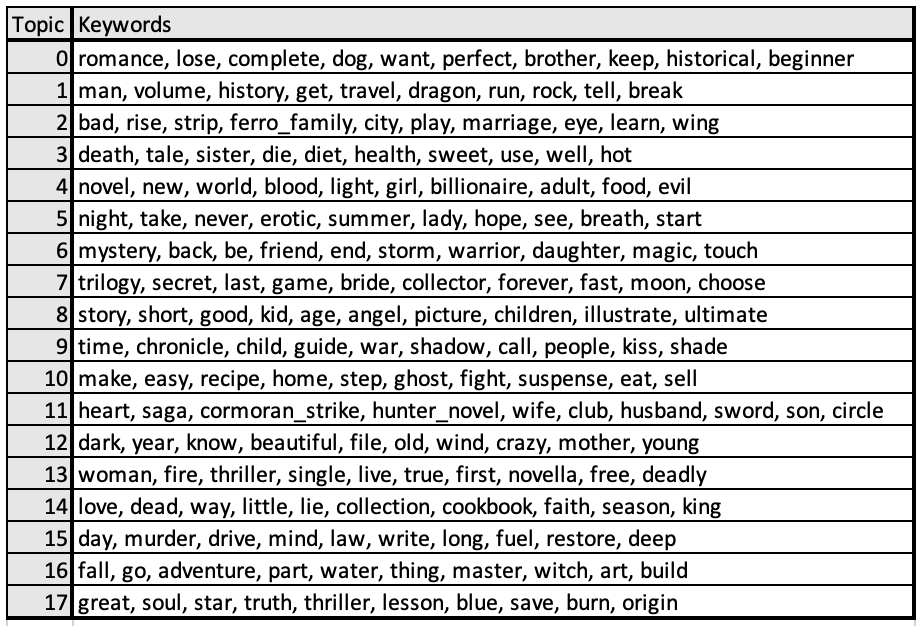 Topic Keywords
0 romance, lose, complete, dog, want, perfect, brother, keep, historical, beginner
1 man, volume, history, get, travel, dragon, run, rock, tell, break
2 bad, rise, strip, ferro_family, city, play, marriage, eye, learn, wing
3 death, tale, sister, die, diet, health, sweet, use, well, hot
4 novel, new, world, blood, light, girl, billionaire, adult, food, evil
5 night, take, never, erotic, summer, lady, hope, see, breath, start
6 mystery, back, be, friend, end, storm, warrior, daughter, magic, touch
7 trilogy, secret, last, game, bride, collector, forever, fast, moon, choose
8 story, short, good, kid, age, angel, picture, children, illustrate, ultimate
9 time, chronicle, child, guide, war, shadow, call, people, kiss, shade
10 make, easy, recipe, home, step, ghost, fight, suspense, eat, sell
11 heart, saga, cormoran_strike, hunter_novel, wife, club, husband, sword, son, circle
12 dark, year, know, beautiful, file, old, wind, crazy, mother, young
13 woman, fire, thriller, single, live, true, first, novella, free, deadly
14 love, dead, way, little, lie, collection, cookbook, faith, season, king
15 day, murder, drive, mind, law, write, long, fuel, restore, deep
16 fall, go, adventure, part, water, thing, master, witch, art, build
17 great, soul, star, truth, thriller, lesson, blue, save, burn, origin